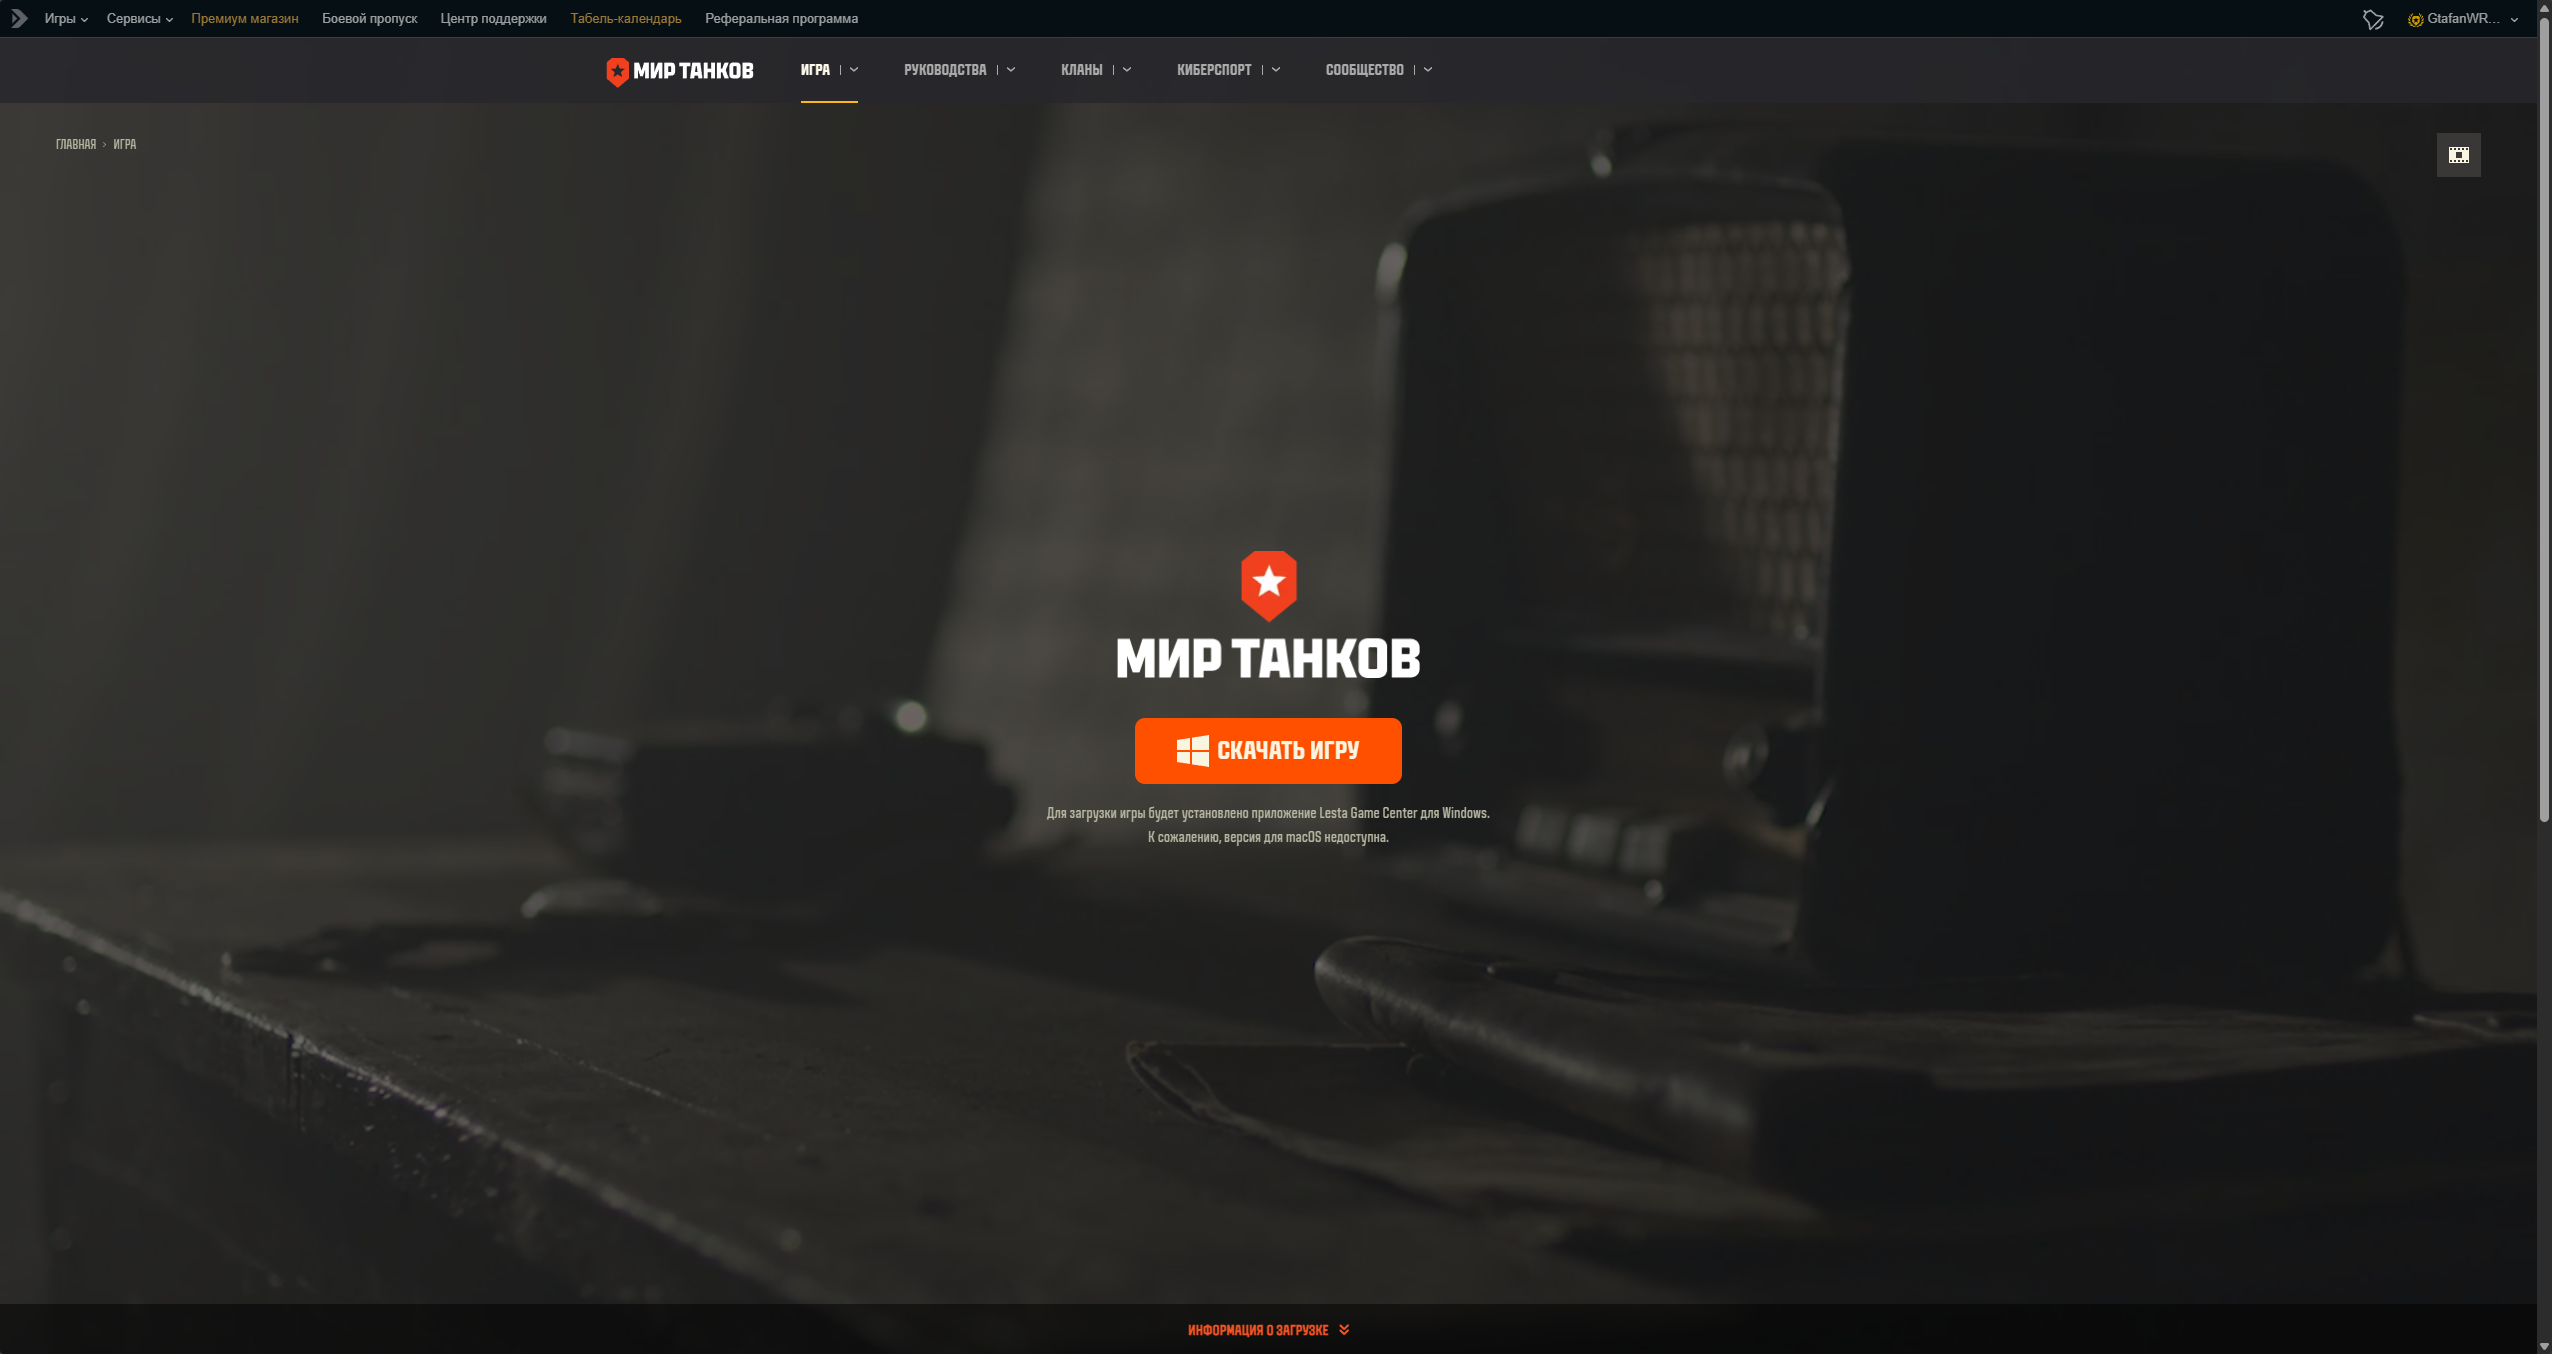 Игры Сервисы Премиум магазин Боевой пропуск Центр поддержки Табель-календарь Реферальная программа GtafanWR...
МИР ТАНКОВ ИГРА РУКОВОДСТВА КЛАНЫ КИБЕРСПОРТ СООБЩЕСТВО
ГЛАВНАЯ › ИГРА
МИР ТАНКОВ
СКАЧАТЬ ИГРУ
Для загрузки игры будет установлено приложение Lesta Game Center для Windows.
К сожалению, версия для macOS недоступна.
ИНФОРМАЦИЯ О ЗАГРУЗКЕ